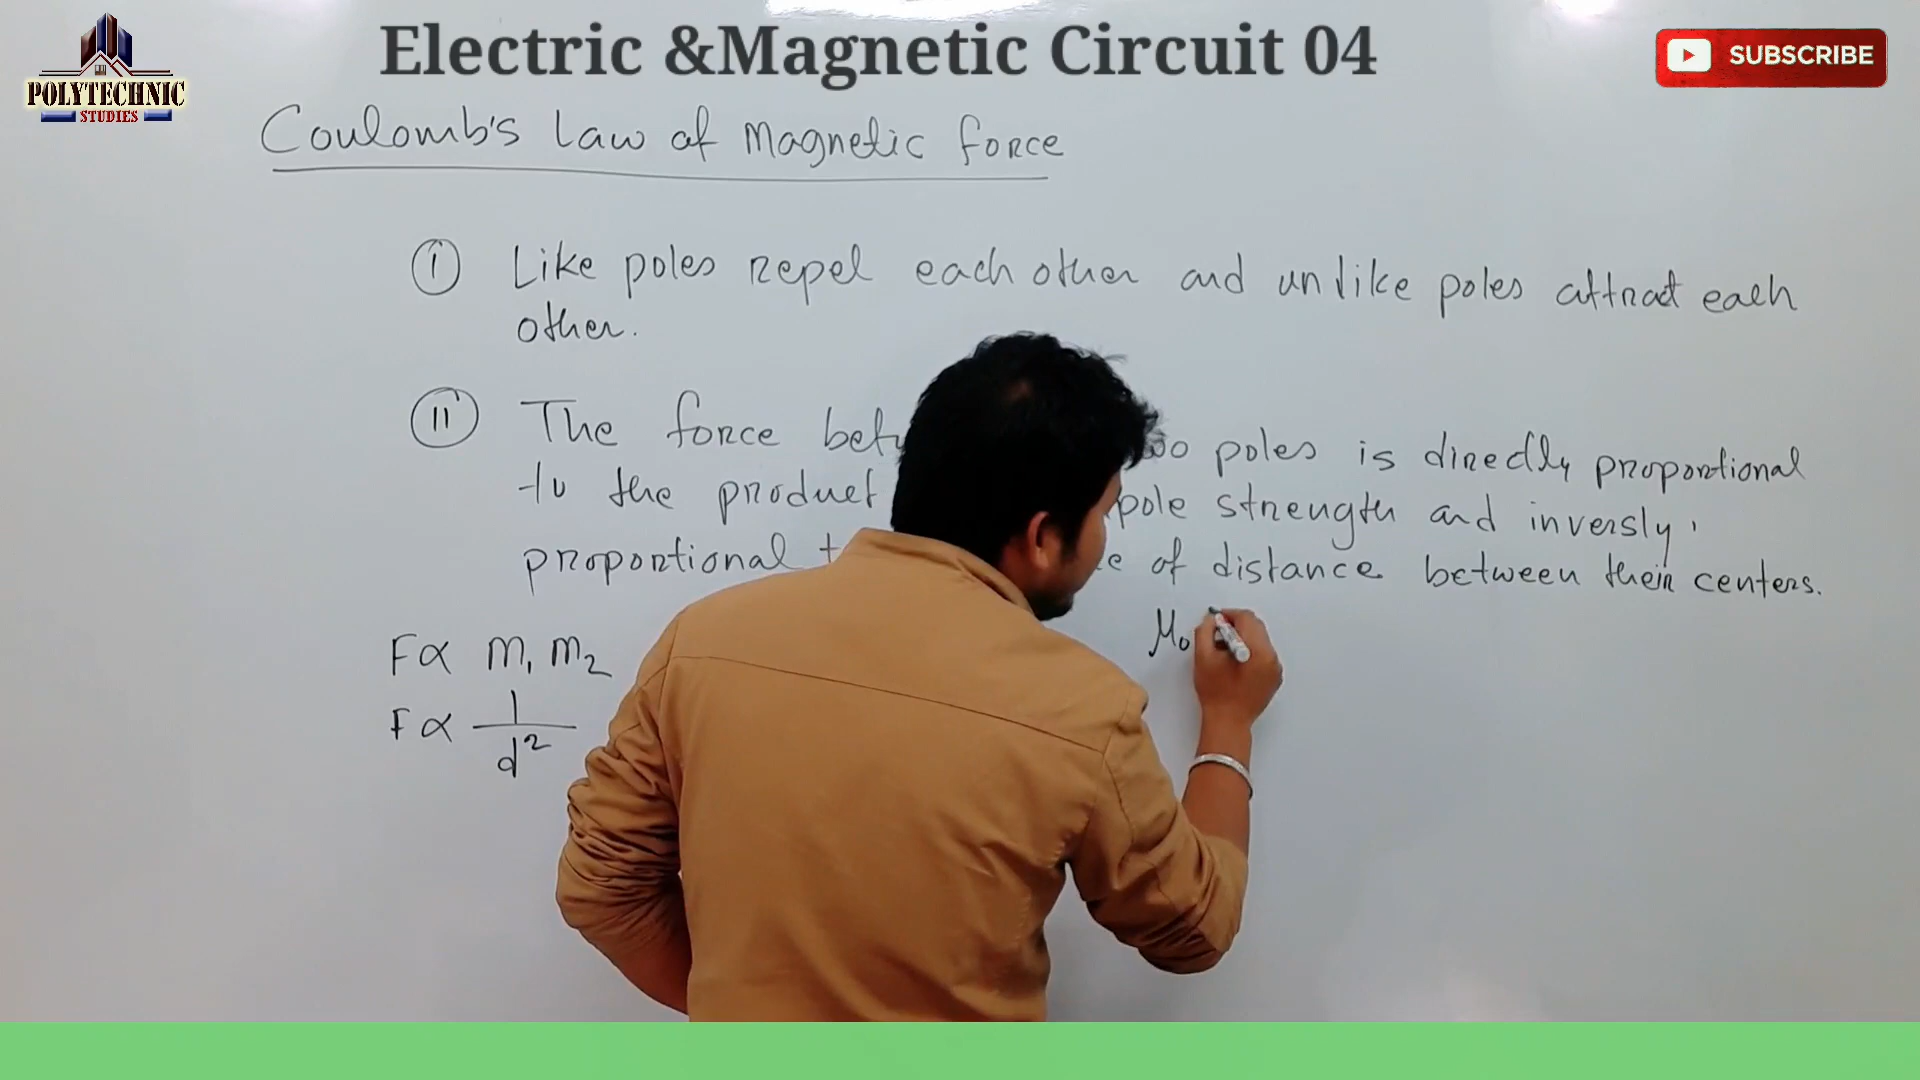 Electric &Magnetic Circuit 04
SUBSCRIBE
POLYTECHNIC
STUDIES
Coulomb's Law of Magnetic force
I Like poles repel each other and unlike poles attract each
other.
II The force poles is directly proportional
to the product pole strength and inversly
proportional of distance between their centers.
F∝ m₁ m₂
F∝ 1
d²
μ₀